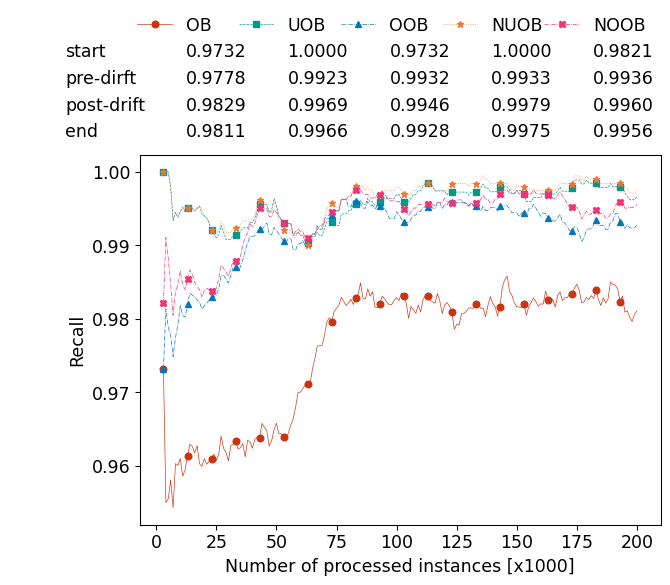 OB UOB OOB NUOB NOOB
start 0.9732 1.0000 0.9732 1.0000 0.9821
pre-dirft 0.9778 0.9923 0.9932 0.9933 0.9936
post-drift 0.9829 0.9969 0.9946 0.9979 0.9960
end 0.9811 0.9966 0.9928 0.9975 0.9956
1.00
0.99
0.98
0.97
0.96
Recall
0 25 50 75 100 125 150 175 200
Number of processed instances [x1000]